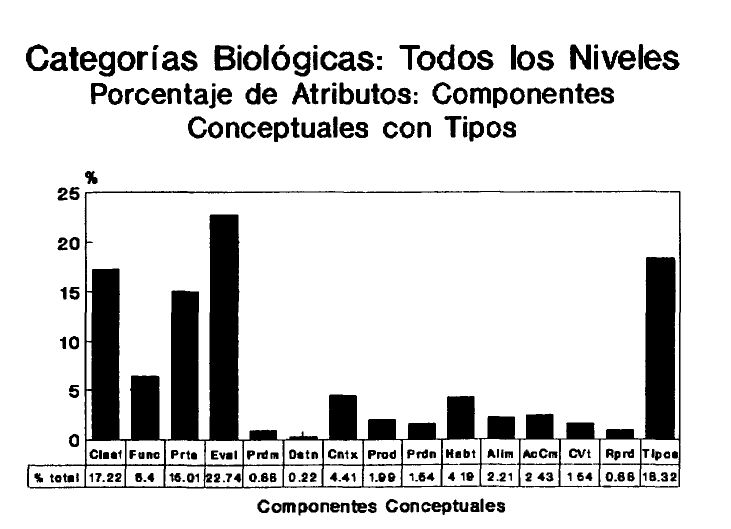 Categorías Biológicas: Todos los Niveles
Porcentaje de Atributos: Componentes
Conceptuales con Tipos
%
25
20
15
10
5
0
Clasf Func Prts Eval Prdm Dstn Cntx Prod Prdn Habt Alim AcCm CVt Rprd Tipos
% total 17.22 6.4 15.01 22.74 0.88 0.22 4.41 1.99 1.54 4.19 2.21 2.43 1.54 0.88 18.32
Componentes Conceptuales